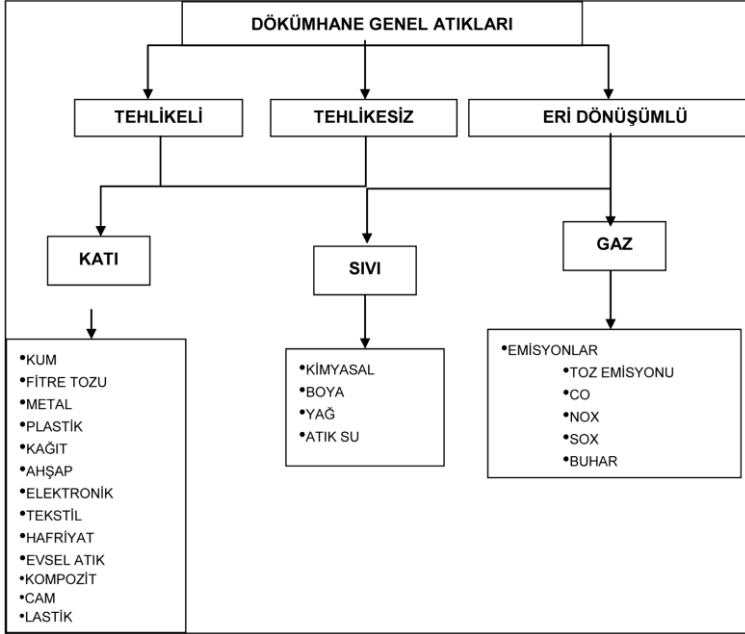 DÖKÜMHANE GENEL ATIKLARI
TEHLİKELİ
TEHLİKESİZ
ERİ DÖNÜŞÜMLÜ
KATI
SIVI
GAZ
•KUM
•FİTRE TOZU
•METAL
•PLASTİK
•KAĞIT
•AHŞAP
•ELEKTRONİK
•TEKSTİL
•HAFRİYAT
•EVSEL ATIK
•KOMPOZİT
•CAM
•LASTİK
•KİMYASAL
•BOYA
•YAĞ
•ATIK SU
•EMİSYONLAR
•TOZ EMİSYONU
•CO
•NOX
•SOX
•BUHAR